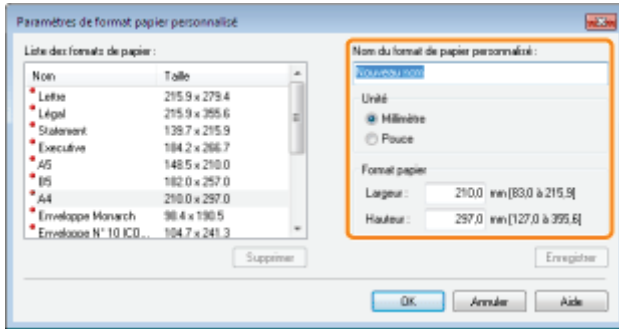 Paramètres de format papier personnalisé
Liste des formats de papier :
Nom Taille
Lettre 215.9 x 279.4
Légal 215.9 x 355.6
Statement 139.7 x 215.9
Executive 184.2 x 266.7
A5 148.5 x 210.0
B5 182.0 x 257.0
A4 210.0 x 297.0
Enveloppe Monarch 98.4 x 190.5
Enveloppe N° 10 (CO... 104.7 x 241.3
Supprimer
Nom du format de papier personnalisé :
Nouveau nom
Unité
Millimètre
Pouce
Format papier
Largeur : 210,0 mm [83,0 à 215,9]
Hauteur : 297,0 mm [127,0 à 355,6]
Enregistrer
OK Annuler Aide